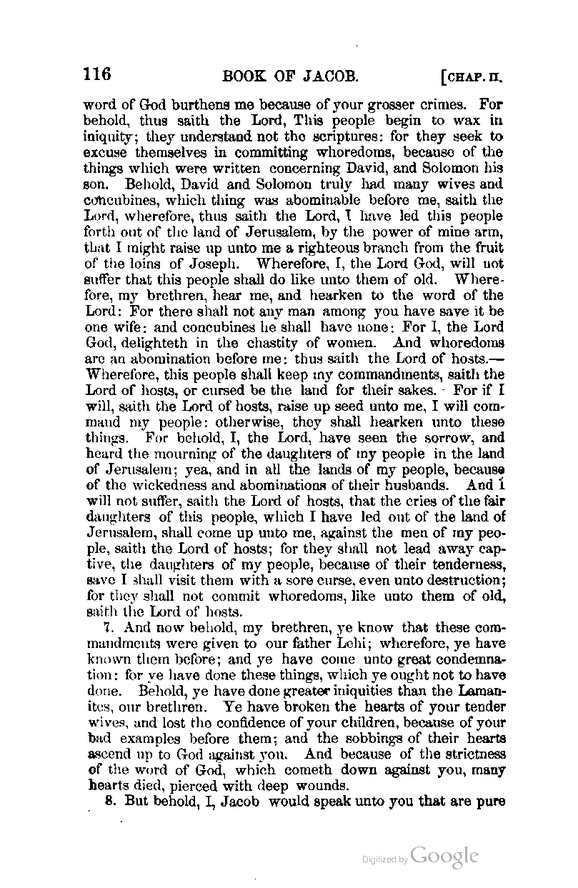 116 BOOK OF JACOB. [CHAP. II.
word of God burthens me because of your grosser crimes. For
behold, thus saith the Lord, This people begin to wax in
iniquity; they understand not the scriptures: for they seek to
excuse themselves in committing whoredoms, because of the
things which were written concerning David, and Solomon his
son. Behold, David and Solomon truly had many wives and
concubines, which thing was abominable before me, saith the
Lord, wherefore, thus saith the Lord, I have led this people
forth out of the land of Jerusalem, by the power of mine arm,
that I might raise up unto me a righteous branch from the fruit
of the loins of Joseph. Wherefore, I, the Lord God, will not
suffer that this people shall do like unto them of old. Where-
fore, my brethren, hear me, and hearken to the word of the
Lord: For there shall not any man among you have save it be
one wife: and concubines he shall have none: For I, the Lord
God, delighteth in the chastity of women. And whoredoms
are an abomination before me: thus saith the Lord of hosts.—
Wherefore, this people shall keep my commandments, saith the
Lord of hosts, or cursed be the land for their sakes. For if I
will, saith the Lord of hosts, raise up seed unto me, I will com-
mand my people: otherwise, they shall hearken unto these
things. For behold, I, the Lord, have seen the sorrow, and
heard the mourning of the daughters of my people in the land
of Jerusalem; yea, and in all the lands of my people, because
of the wickedness and abominations of their husbands. And I
will not suffer, saith the Lord of hosts, that the cries of the fair
daughters of this people, which I have led out of the land of
Jerusalem, shall come up unto me, against the men of my peo-
ple, saith the Lord of hosts; for they shall not lead away cap-
tive, the daughters of my people, because of their tenderness,
save I shall visit them with a sore curse, even unto destruction;
for they shall not commit whoredoms, like unto them of old,
saith the Lord of hosts.
7. And now behold, my brethren, ye know that these com-
mandments were given to our father Lehi; wherefore, ye have
known them before; and ye have come unto great condemna-
tion: for ye have done these things, which ye ought not to have
done. Behold, ye have done greater iniquities than the Laman-
ites, our brethren. Ye have broken the hearts of your tender
wives, and lost the confidence of your children, because of your
bad examples before them; and the sobbings of their hearts
ascend up to God against you. And because of the strictness
of the word of God, which cometh down against you, many
hearts died, pierced with deep wounds.
8. But behold, I, Jacob would speak unto you that are pure
Digitized by Google